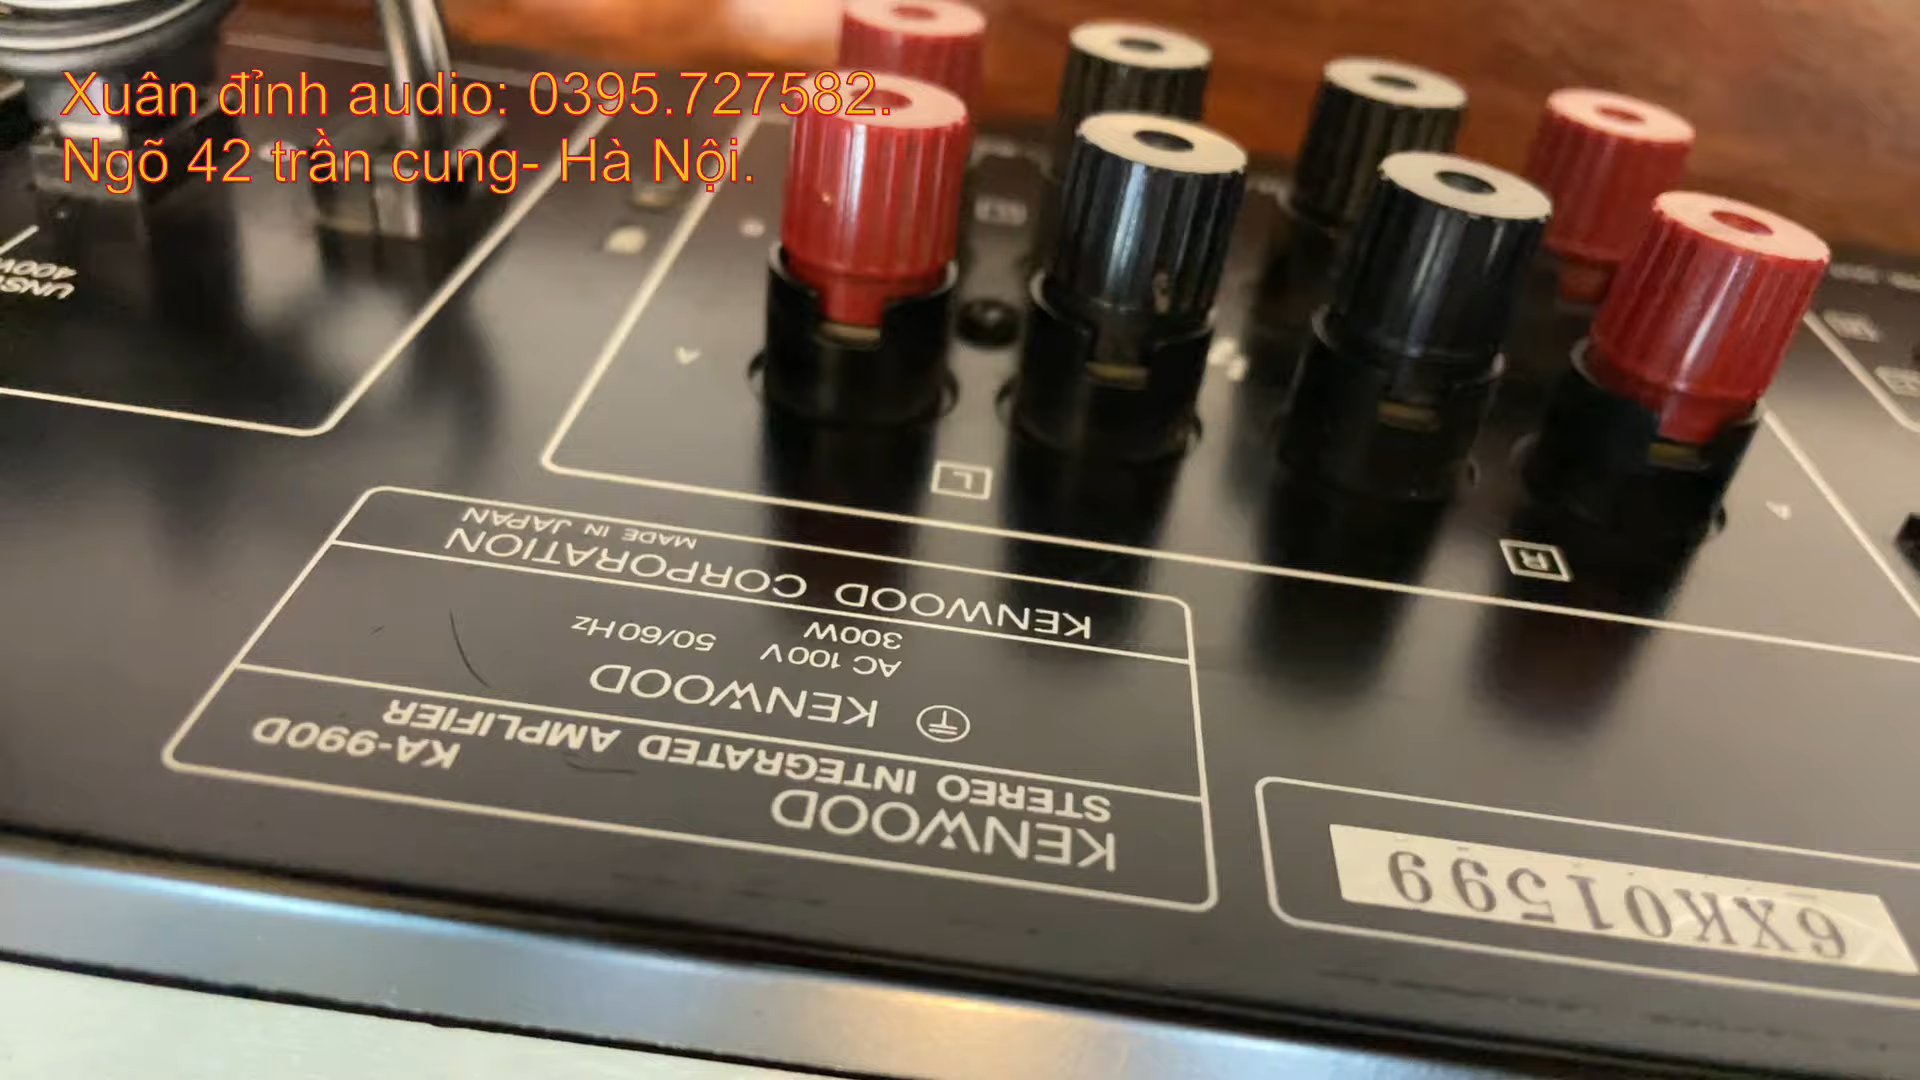 Xuân đỉnh audio: 0395.727582.
Ngõ 42 trần cung- Hà Nội.
KENWOOD
STEREO INTEGRATED AMPLIFIER
KA-990D
KENWOOD
AC 100V 50/60Hz
300W
KENWOOD CORPORATION
MADE IN JAPAN
6XK01599
R
L
A
A
B